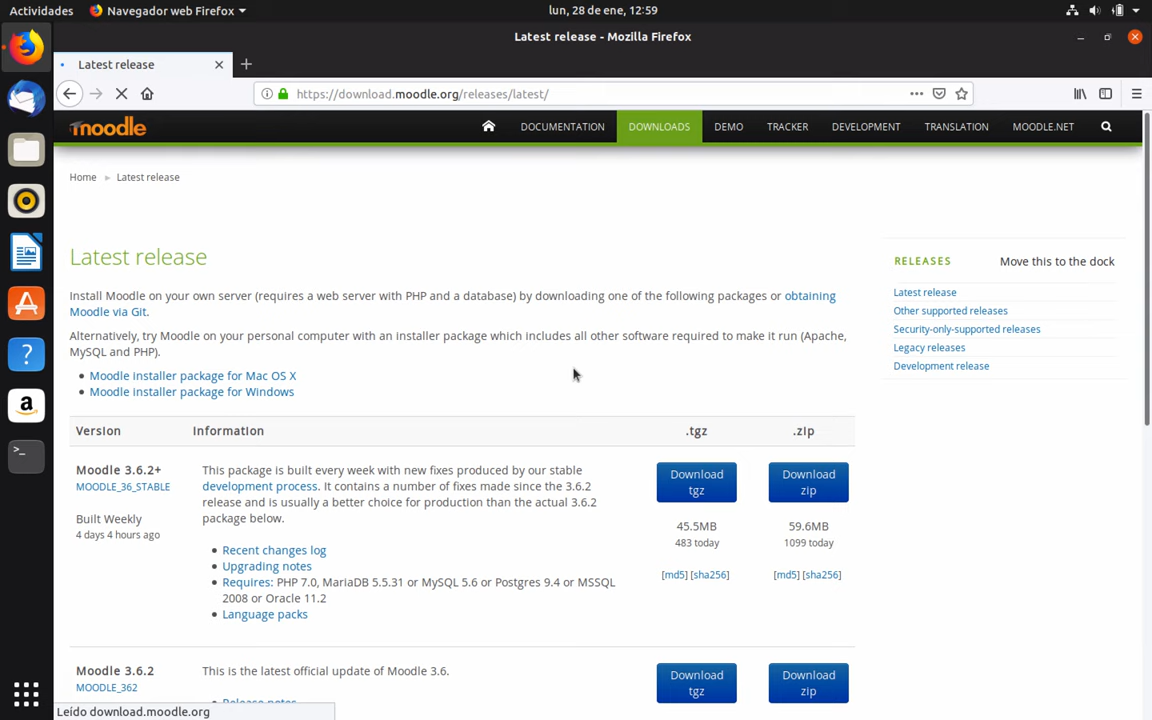 Actividades Navegador web Firefox lun, 28 de ene, 12:59
Latest release - Mozilla Firefox
Latest release
https://download.moodle.org/releases/latest/
moodle DOCUMENTATION DOWNLOADS DEMO TRACKER DEVELOPMENT TRANSLATION MOODLE.NET
Home ► Latest release
Latest release
RELEASES Move this to the dock
Latest release
Other supported releases
Security-only-supported releases
Legacy releases
Development release
Install Moodle on your own server (requires a web server with PHP and a database) by downloading one of the following packages or obtaining
Moodle via Git.
Alternatively, try Moodle on your personal computer with an installer package which includes all other software required to make it run (Apache,
MySQL and PHP).
• Moodle installer package for Mac OS X
• Moodle installer package for Windows
Version Information .tgz .zip
Moodle 3.6.2+
MOODLE_36_STABLE
Built Weekly
4 days 4 hours ago
This package is built every week with new fixes produced by our stable
development process. It contains a number of fixes made since the 3.6.2
release and is usually a better choice for production than the actual 3.6.2
package below.
• Recent changes log
• Upgrading notes
• Requires: PHP 7.0, MariaDB 5.5.31 or MySQL 5.6 or Postgres 9.4 or MSSQL
2008 or Oracle 11.2
• Language packs
Download
tgz
45.5MB
483 today
[md5] [sha256]
Download
zip
59.6MB
1099 today
[md5] [sha256]
Moodle 3.6.2
MOODLE_362
This is the latest official update of Moodle 3.6.
• Release notes
Download
tgz
Download
zip
Leído download.moodle.org